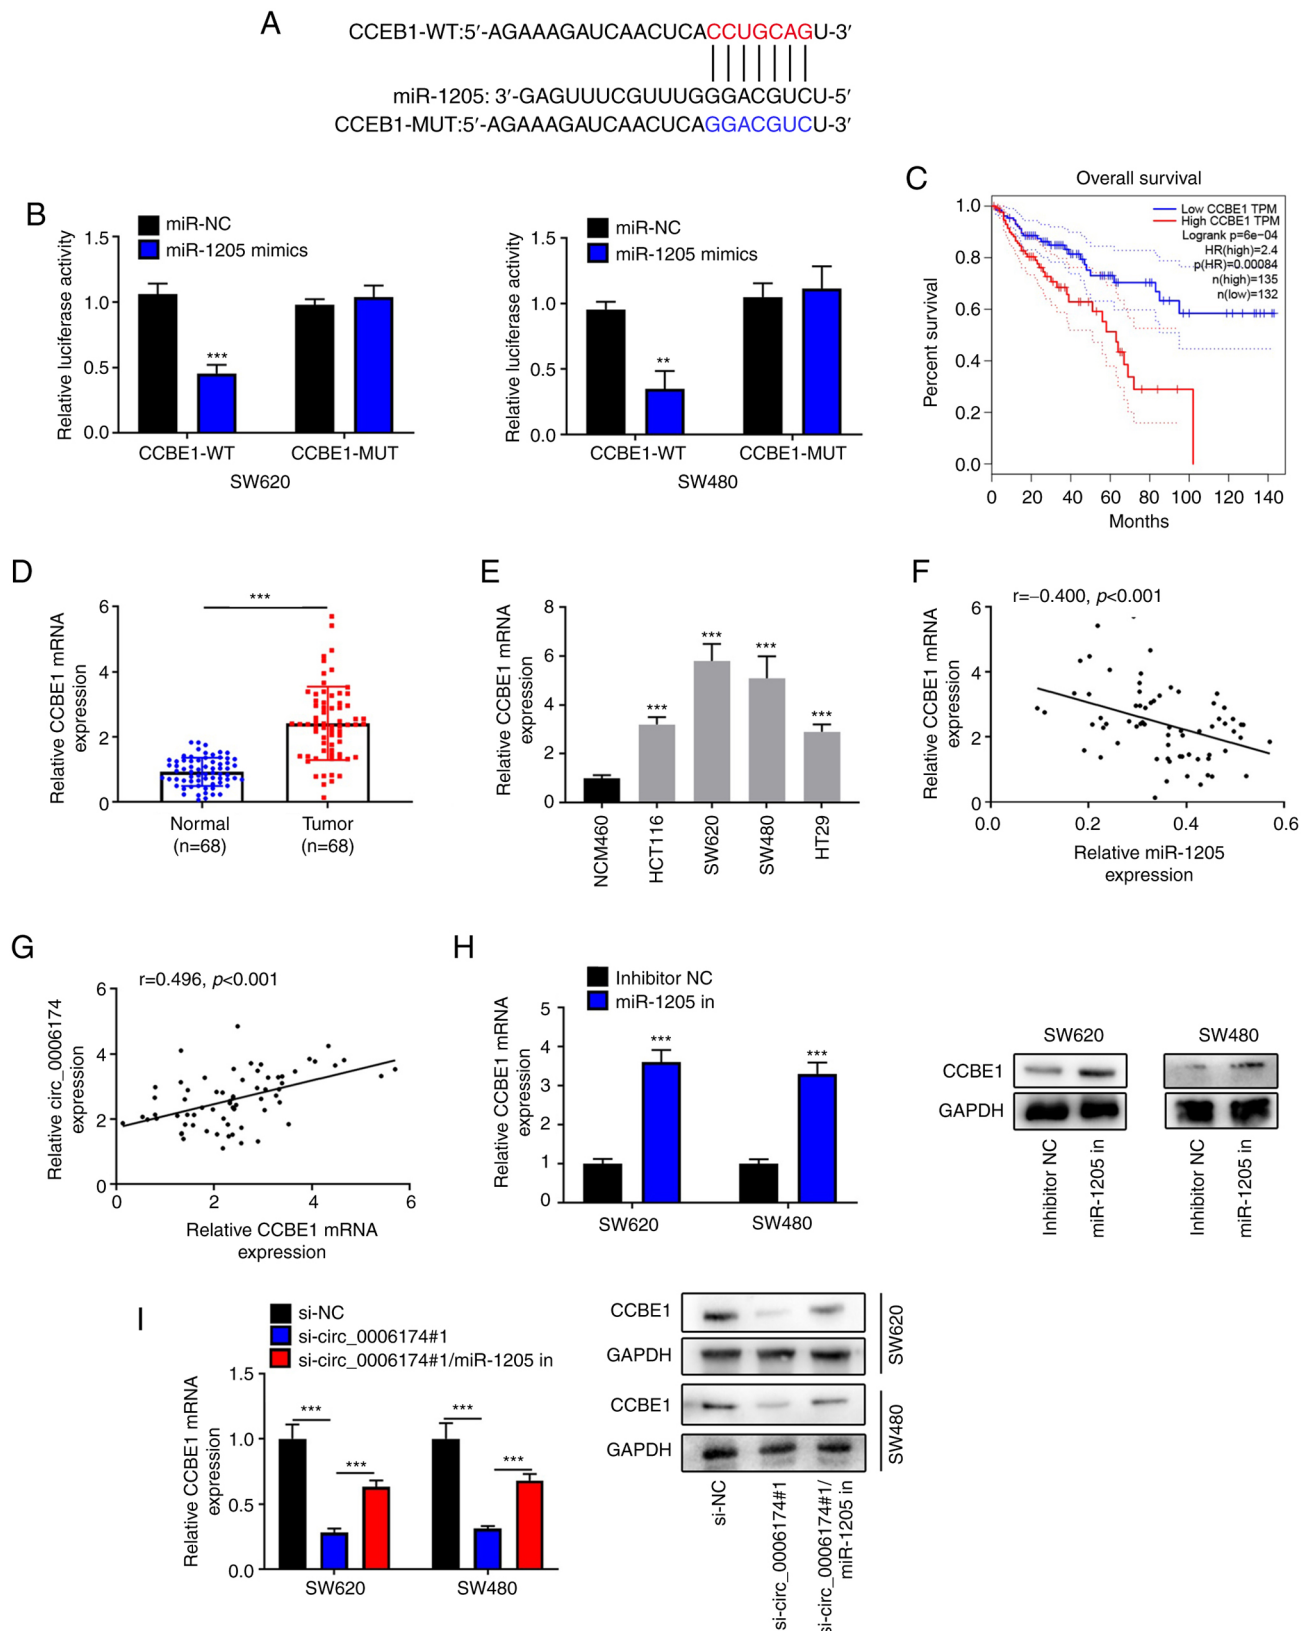 A
CCEB1-WT:5′-AGAAAGAUCAACUCACCUGCAGU-3′
miR-1205: 3′-GAGUUUCGUUUGGGACGUCU-5′
CCEB1-MUT:5′-AGAAAGAUCAACUCAGGACGUCU-3′
B
miR-NC
miR-1205 mimics
Relative luciferase activity
1.5
1.0
0.5
0.0
***
CCBE1-WT
CCBE1-MUT
SW620
miR-NC
miR-1205 mimics
Relative luciferase activity
1.5
1.0
0.5
0.0
**
CCBE1-WT
CCBE1-MUT
SW480
C
Overall survival
Low CCBE1 TPM
High CCBE1 TPM
Logrank p=6e−04
HR(high)=2.4
p(HR)=0.00084
n(high)=135
n(low)=132
Percent survival
1.0
0.8
0.6
0.4
0.2
0.0
0 20 40 60 80 100 120 140
Months
D
Relative CCBE1 mRNA
expression
6
4
2
0
***
Normal
(n=68)
Tumor
(n=68)
E
Relative CCBE1 mRNA
expression
8
6
4
2
0
***
***
***
***
NCM460
HCT116
SW620
SW480
HT29
F
r=−0.400, p<0.001
Relative CCBE1 mRNA
expression
6
4
2
0
0.0 0.2 0.4 0.6
Relative miR-1205
expression
G
r=0.496, p<0.001
Relative circ_0006174
expression
6
4
2
0
0 2 4 6
Relative CCBE1 mRNA
expression
H
Inhibitor NC
miR-1205 in
Relative CCBE1 mRNA
expression
5
4
3
2
1
0
***
***
SW620
SW480
SW620
SW480
CCBE1
GAPDH
Inhibitor NC
miR-1205 in
Inhibitor NC
miR-1205 in
I
si-NC
si-circ_0006174#1
si-circ_0006174#1/miR-1205 in
Relative CCBE1 mRNA
expression
1.5
1.0
0.5
0.0
***
***
***
***
SW620
SW480
CCBE1
GAPDH
SW620
CCBE1
GAPDH
SW480
si-NC
si-circ_0006174#1
si-circ_0006174#1/
miR-1205 in